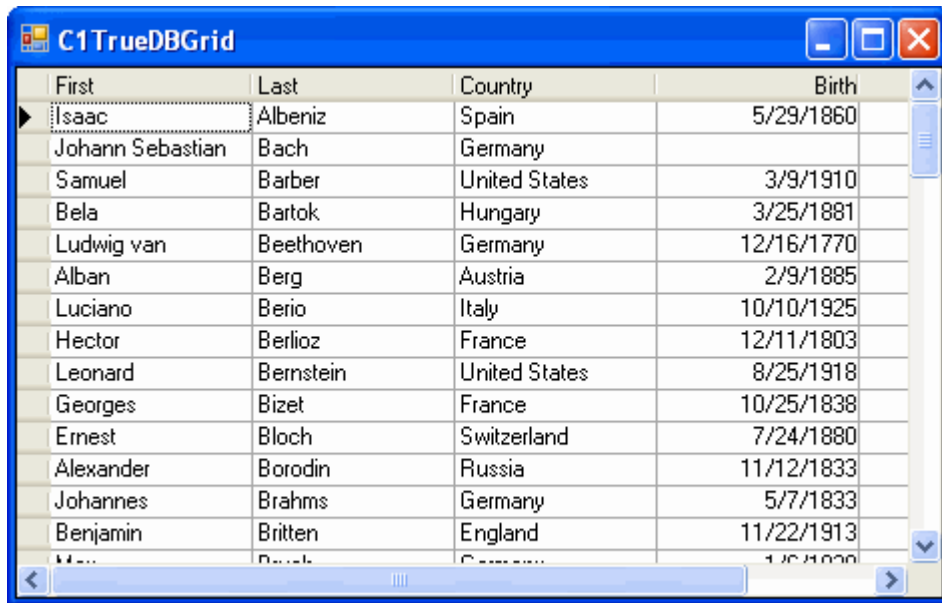 C1TrueDBGrid
First Last Country Birth
Isaac Albeniz Spain 5/29/1860
Johann Sebastian Bach Germany
Samuel Barber United States 3/9/1910
Bela Bartok Hungary 3/25/1881
Ludwig van Beethoven Germany 12/16/1770
Alban Berg Austria 2/9/1885
Luciano Berio Italy 10/10/1925
Hector Berlioz France 12/11/1803
Leonard Bernstein United States 8/25/1918
Georges Bizet France 10/25/1838
Ernest Bloch Switzerland 7/24/1880
Alexander Borodin Russia 11/12/1833
Johannes Brahms Germany 5/7/1833
Benjamin Britten England 11/22/1913